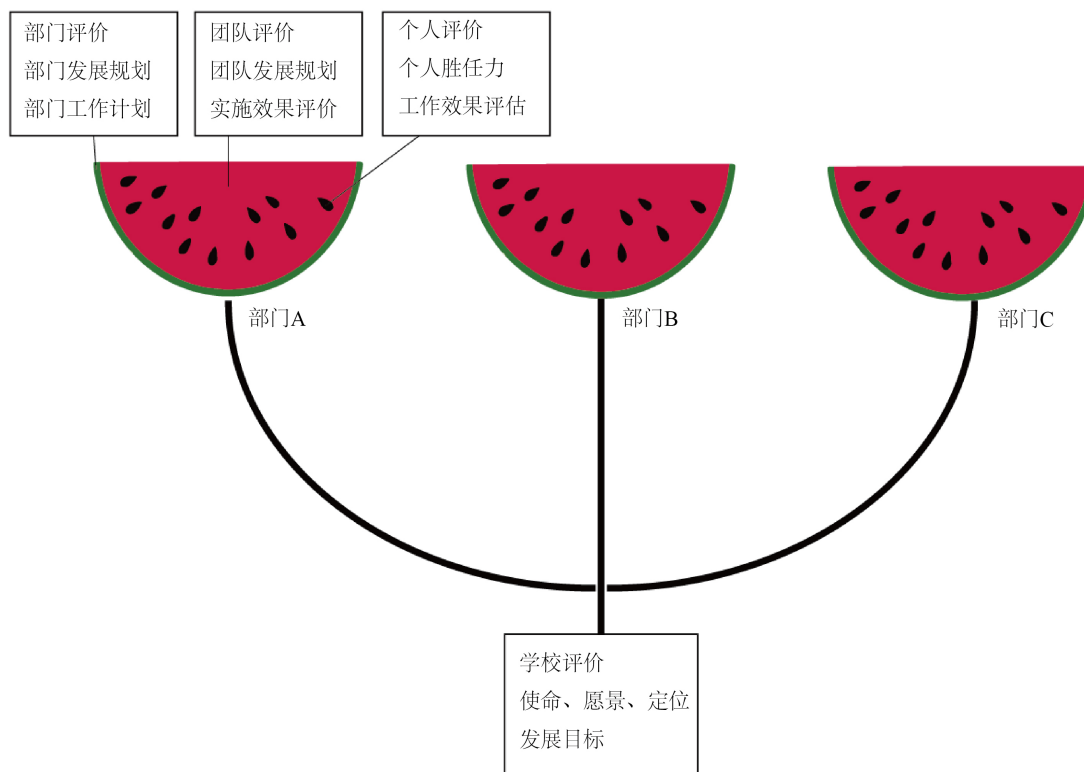 部门评价
部门发展规划
部门工作计划
团队评价
团队发展规划
实施效果评价
个人评价
个人胜任力
工作效果评估
部门A
部门B
部门C
学校评价
使命、愿景、定位
发展目标